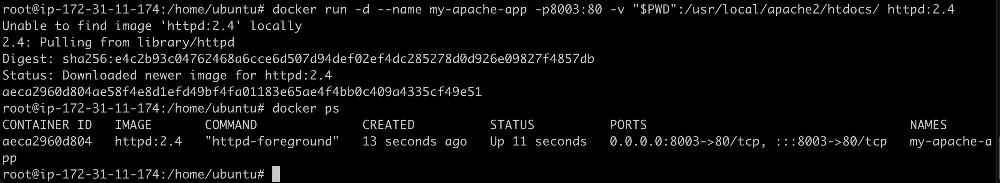 root@ip-172-31-11-174:/home/ubuntu# docker run -d --name my-apache-app -p8003:80 -v "$PWD":/usr/local/apache2/htdocs/ httpd:2.4
Unable to find image 'httpd:2.4' locally
2.4: Pulling from library/httpd
Digest: sha256:e4c2b93c04762468a6cce6d507d94def02ef4dc285278d0d926e09827f4857db
Status: Downloaded newer image for httpd:2.4
aeca2960d804ae58f4e8d1efd49bf4fa01183e65ae4f4bb0c409a4335cf49e51
root@ip-172-31-11-174:/home/ubuntu# docker ps
CONTAINER ID   IMAGE       COMMAND              CREATED          STATUS          PORTS                                   NAMES
aeca2960d804   httpd:2.4   "httpd-foreground"   13 seconds ago   Up 11 seconds   0.0.0.0:8003->80/tcp, :::8003->80/tcp   my-apache-a
pp
root@ip-172-31-11-174:/home/ubuntu#